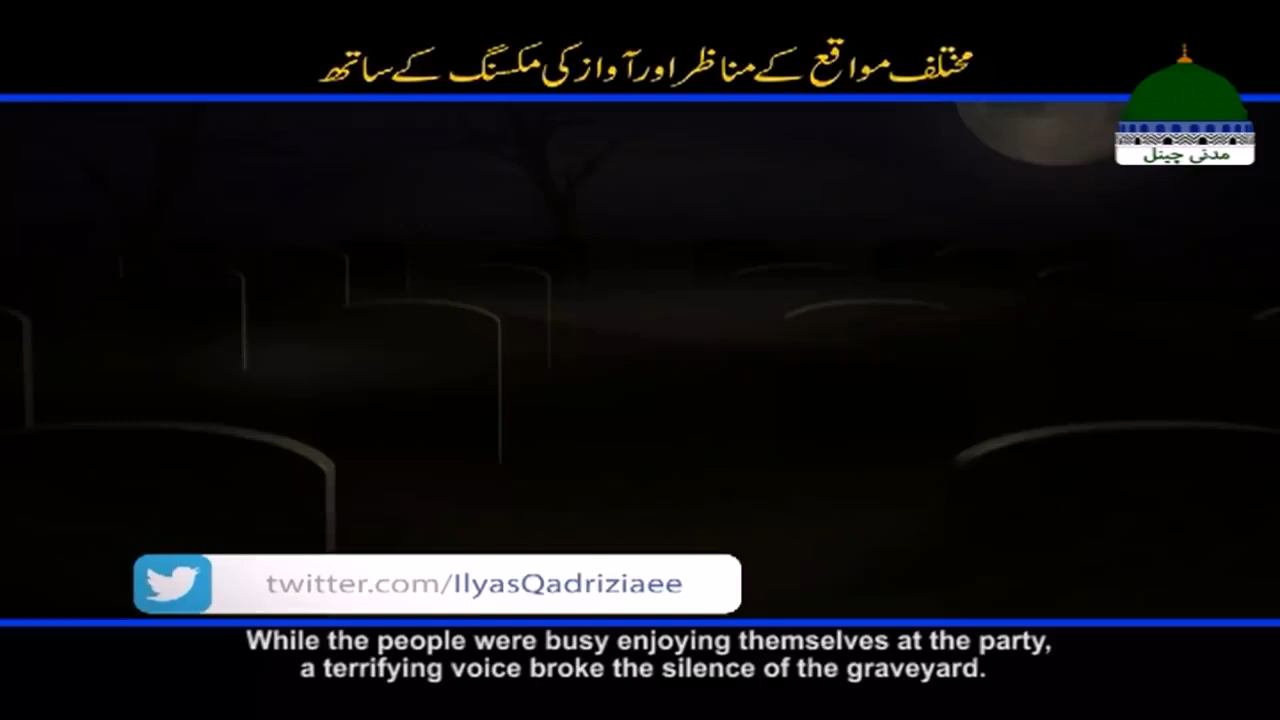 مختلف مواقع کے مناظر اور آواز کی مکسنگ کے ساتھ
مدنی چینل
twitter.com/IlyasQadriziaee
While the people were busy enjoying themselves at the party,
a terrifying voice broke the silence of the graveyard.